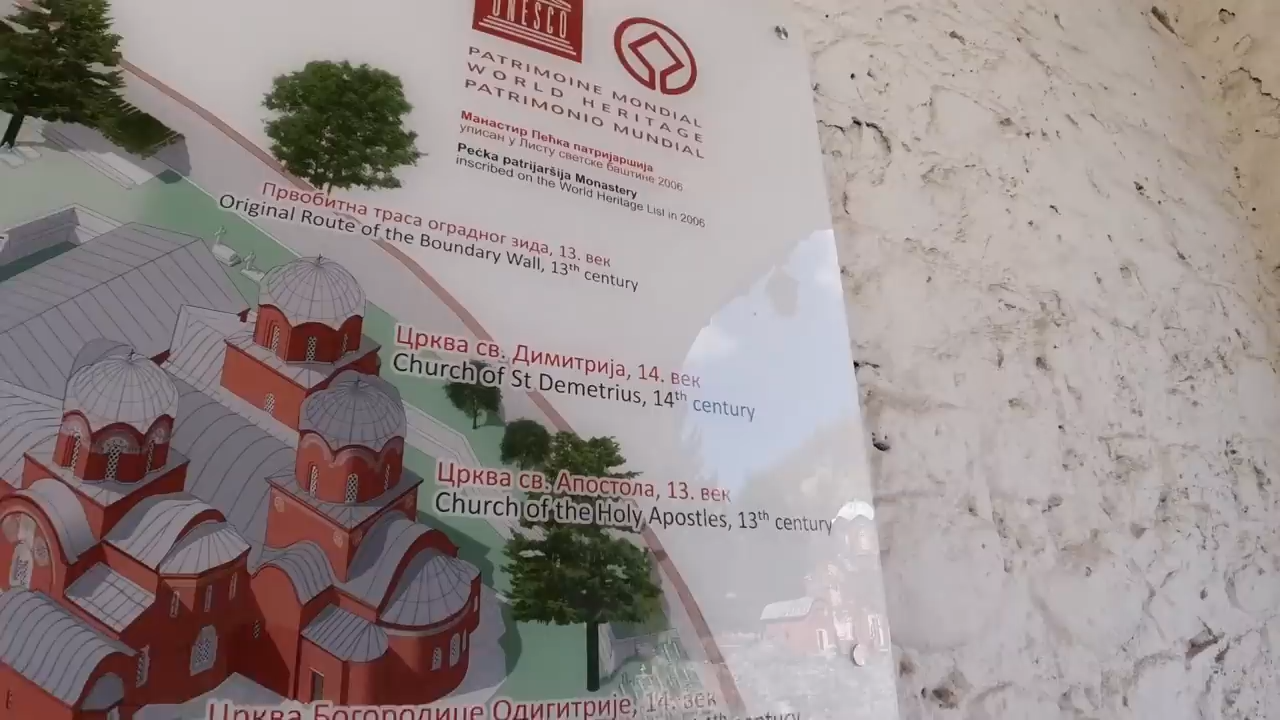 UNESCO
PATRIMOINE MONDIAL
WORLD HERITAGE
PATRIMONIO MUNDIAL
Манастир Пећка патријаршија
уписан у Листу светске баштине 2006
Pećka patrijaršija Monastery
inscribed on the World Heritage List in 2006
Првобитна траса оградног зида, 13. век
Original Route of the Boundary Wall, 13th century
Црква св. Димитрија, 14. век
Church of St Demetrius, 14th century
Црква св. Апостола, 13. век
Church of the Holy Apostles, 13th century
Црква Богородице Одигитрије, 14. век
century